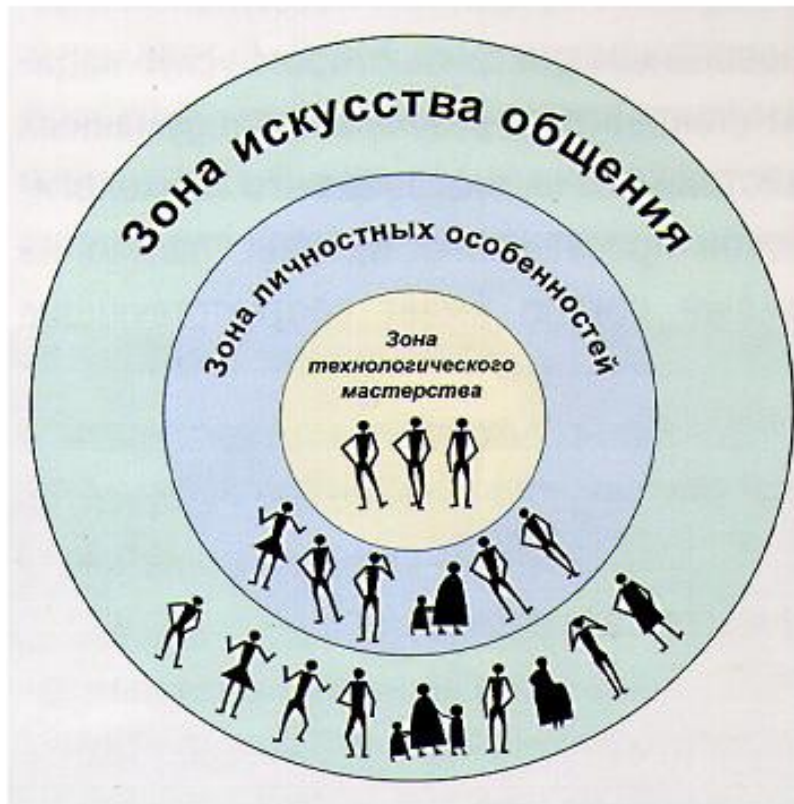 Зона искусства общения
Зона личностных особенностей
Зона
технологического
мастерства